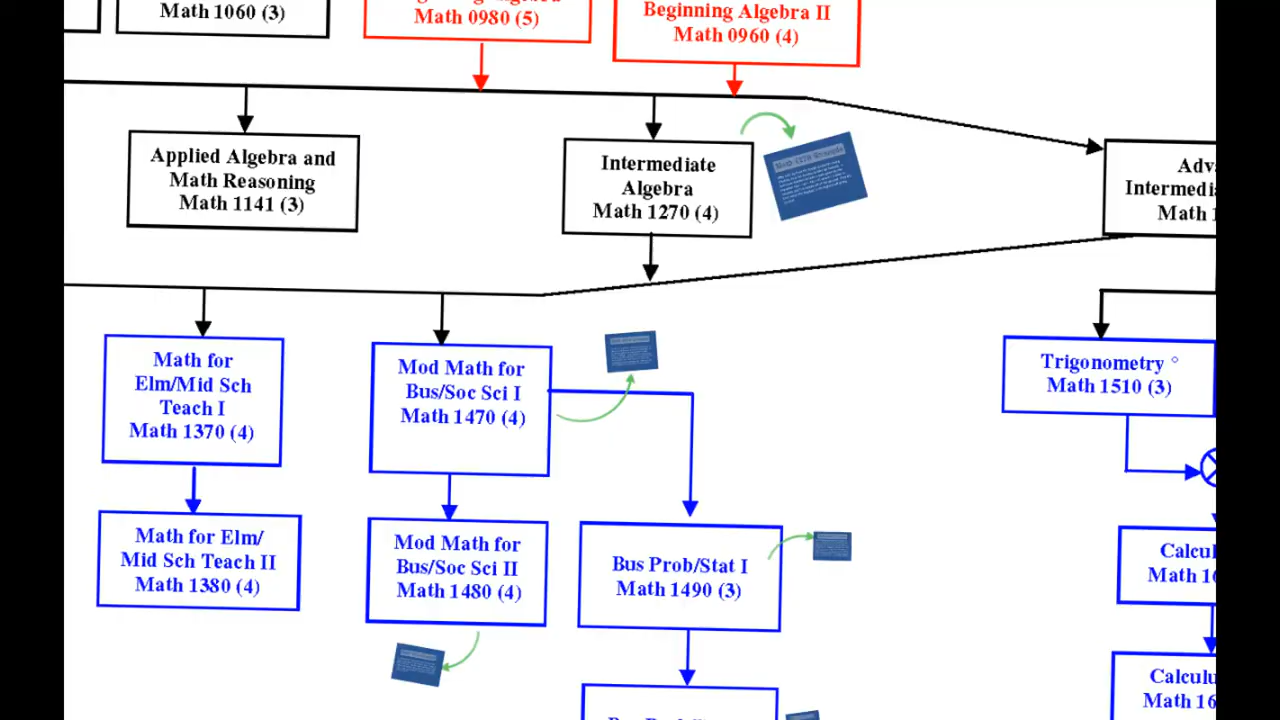 Math 1060 (3)
Math 0980 (5)
Beginning Algebra II
Math 0960 (4)
Applied Algebra and
Math Reasoning
Math 1141 (3)
Intermediate
Algebra
Math 1270 (4)
Math for
Elm/Mid Sch
Teach I
Math 1370 (4)
Mod Math for
Bus/Soc Sci I
Math 1470 (4)
Trigonometry °
Math 1510 (3)
Math for Elm/
Mid Sch Teach II
Math 1380 (4)
Mod Math for
Bus/Soc Sci II
Math 1480 (4)
Bus Prob/Stat I
Math 1490 (3)